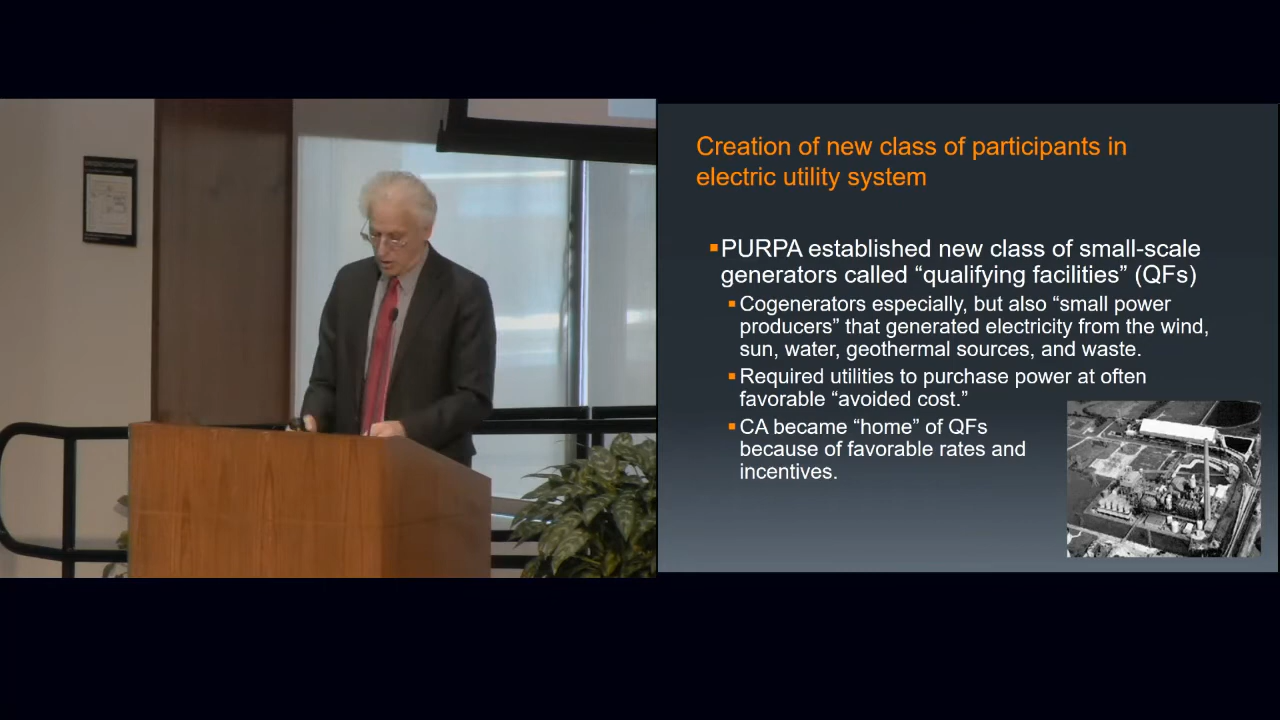 Creation of new class of participants in
electric utility system
PURPA established new class of small-scale
generators called “qualifying facilities” (QFs)
Cogenerators especially, but also “small power
producers” that generated electricity from the wind,
sun, water, geothermal sources, and waste.
Required utilities to purchase power at often
favorable “avoided cost.”
CA became “home” of QFs
because of favorable rates and
incentives.